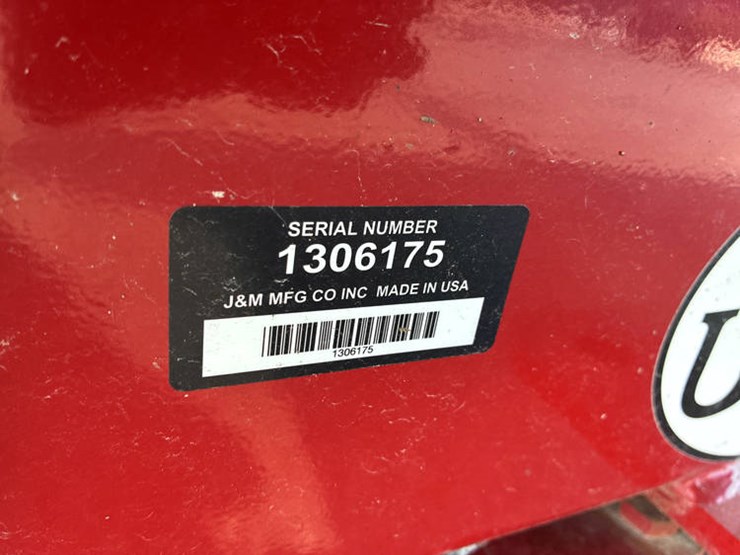 SERIAL NUMBER
1306175
J&M MFG CO INC MADE IN USA
1306175
U